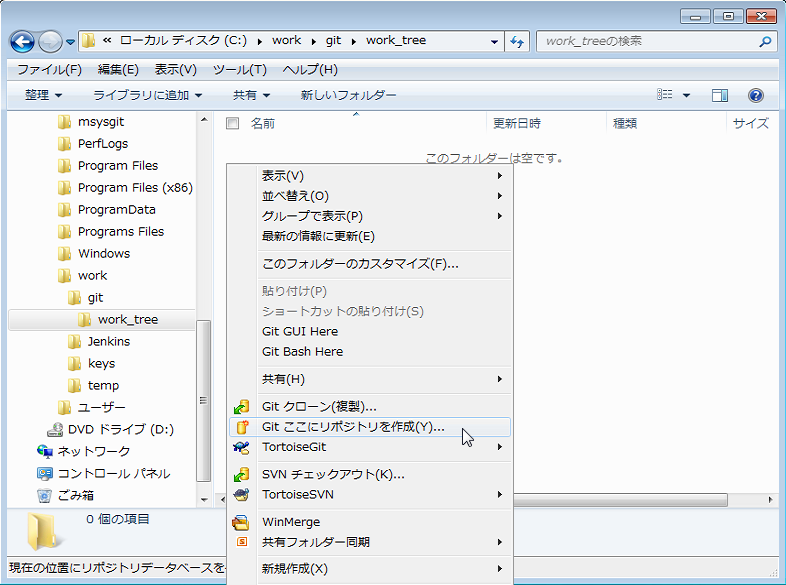 « ローカル ディスク (C:) ▸ work ▸ git ▸ work_tree
work_treeの検索
ファイル(F) 編集(E) 表示(V) ツール(T) ヘルプ(H)
整理 ライブラリに追加 共有 新しいフォルダー
名前 更新日時 種類 サイズ
このフォルダーは空です。
msysgit
PerfLogs
Program Files
Program Files (x86)
ProgramData
Programs Files
Windows
work
git
work_tree
Jenkins
keys
temp
ユーザー
DVD ドライブ (D:)
ネットワーク
コントロール パネル
ごみ箱
表示(V)
並べ替え(O)
グループで表示(P)
最新の情報に更新(E)
このフォルダーのカスタマイズ(F)...
貼り付け(P)
ショートカットの貼り付け(S)
Git GUI Here
Git Bash Here
共有(H)
Git クローン(複製)...
Git ここにリポジトリを作成(Y)...
TortoiseGit
SVN チェックアウト(K)...
TortoiseSVN
WinMerge
共有フォルダー同期
新規作成(X)
0 個の項目
現在の位置にリポジトリデータベースを